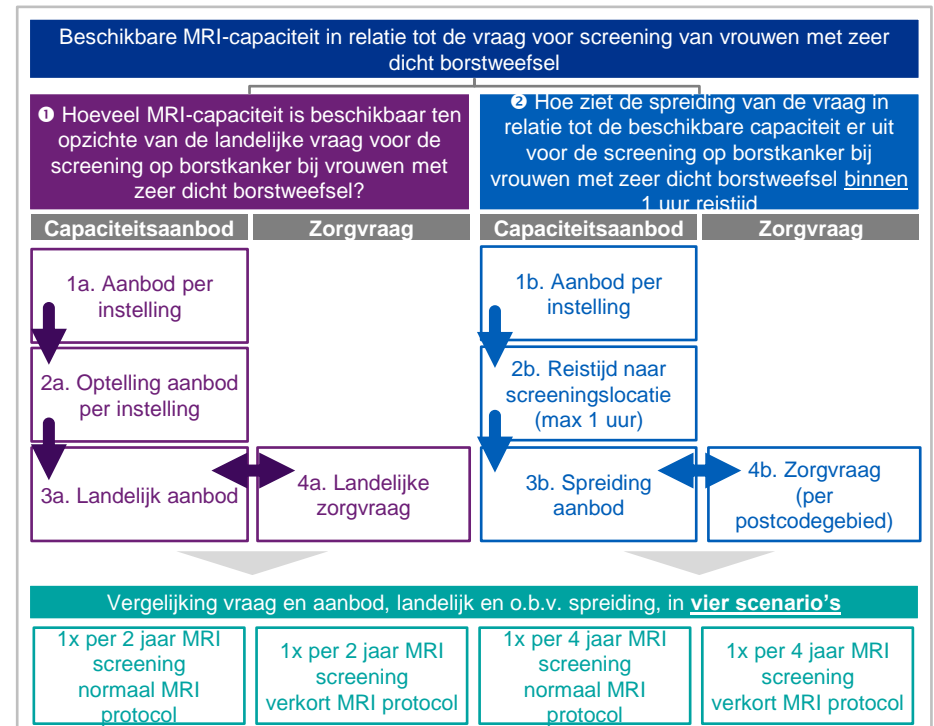 Beschikbare MRI-capaciteit in relatie tot de vraag voor screening van vrouwen met zeer
dicht borstweefsel
❶ Hoeveel MRI-capaciteit is beschikbaar ten
opzichte van de landelijke vraag voor de
screening op borstkanker bij vrouwen met
zeer dicht borstweefsel?
❷ Hoe ziet de spreiding van de vraag in
relatie tot de beschikbare capaciteit er uit
voor de screening op borstkanker bij
vrouwen met zeer dicht borstweefsel binnen
1 uur reistijd
Capaciteitsaanbod
Zorgvraag
Capaciteitsaanbod
Zorgvraag
1a. Aanbod per
instelling
2a. Optelling aanbod
per instelling
3a. Landelijk aanbod
4a. Landelijke
zorgvraag
1b. Aanbod per
instelling
2b. Reistijd naar
screeningslocatie
(max 1 uur)
3b. Spreiding
aanbod
4b. Zorgvraag
(per
postcodegebied)
Vergelijking vraag en aanbod, landelijk en o.b.v. spreiding, in vier scenario's
1x per 2 jaar MRI
screening
normaal MRI
protocol
1x per 2 jaar MRI
screening
verkort MRI protocol
1x per 4 jaar MRI
screening
normaal MRI
protocol
1x per 4 jaar MRI
screening
verkort MRI protocol